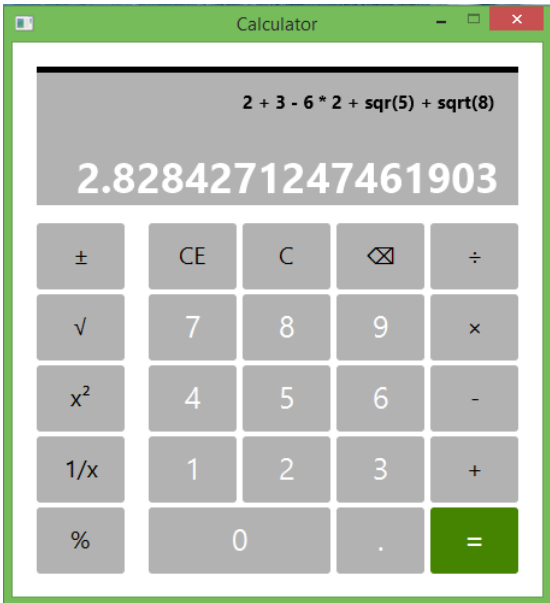 Calculator
2 + 3 - 6 * 2 + sqr(5) + sqrt(8)
2.8284271247461903
± CE C ⌫ ÷
√ 7 8 9 ×
x² 4 5 6 -
1/x 1 2 3 +
% 0 . =